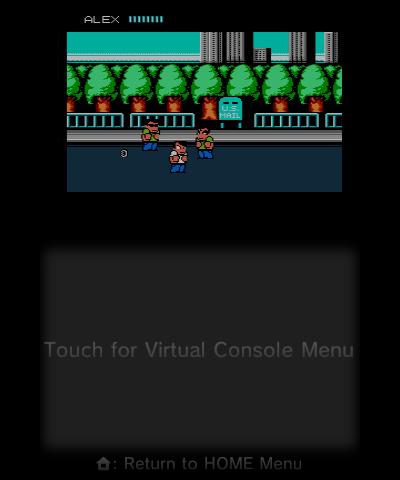 ALEX
U.S.
MAIL
Touch for Virtual Console Menu
: Return to HOME Menu